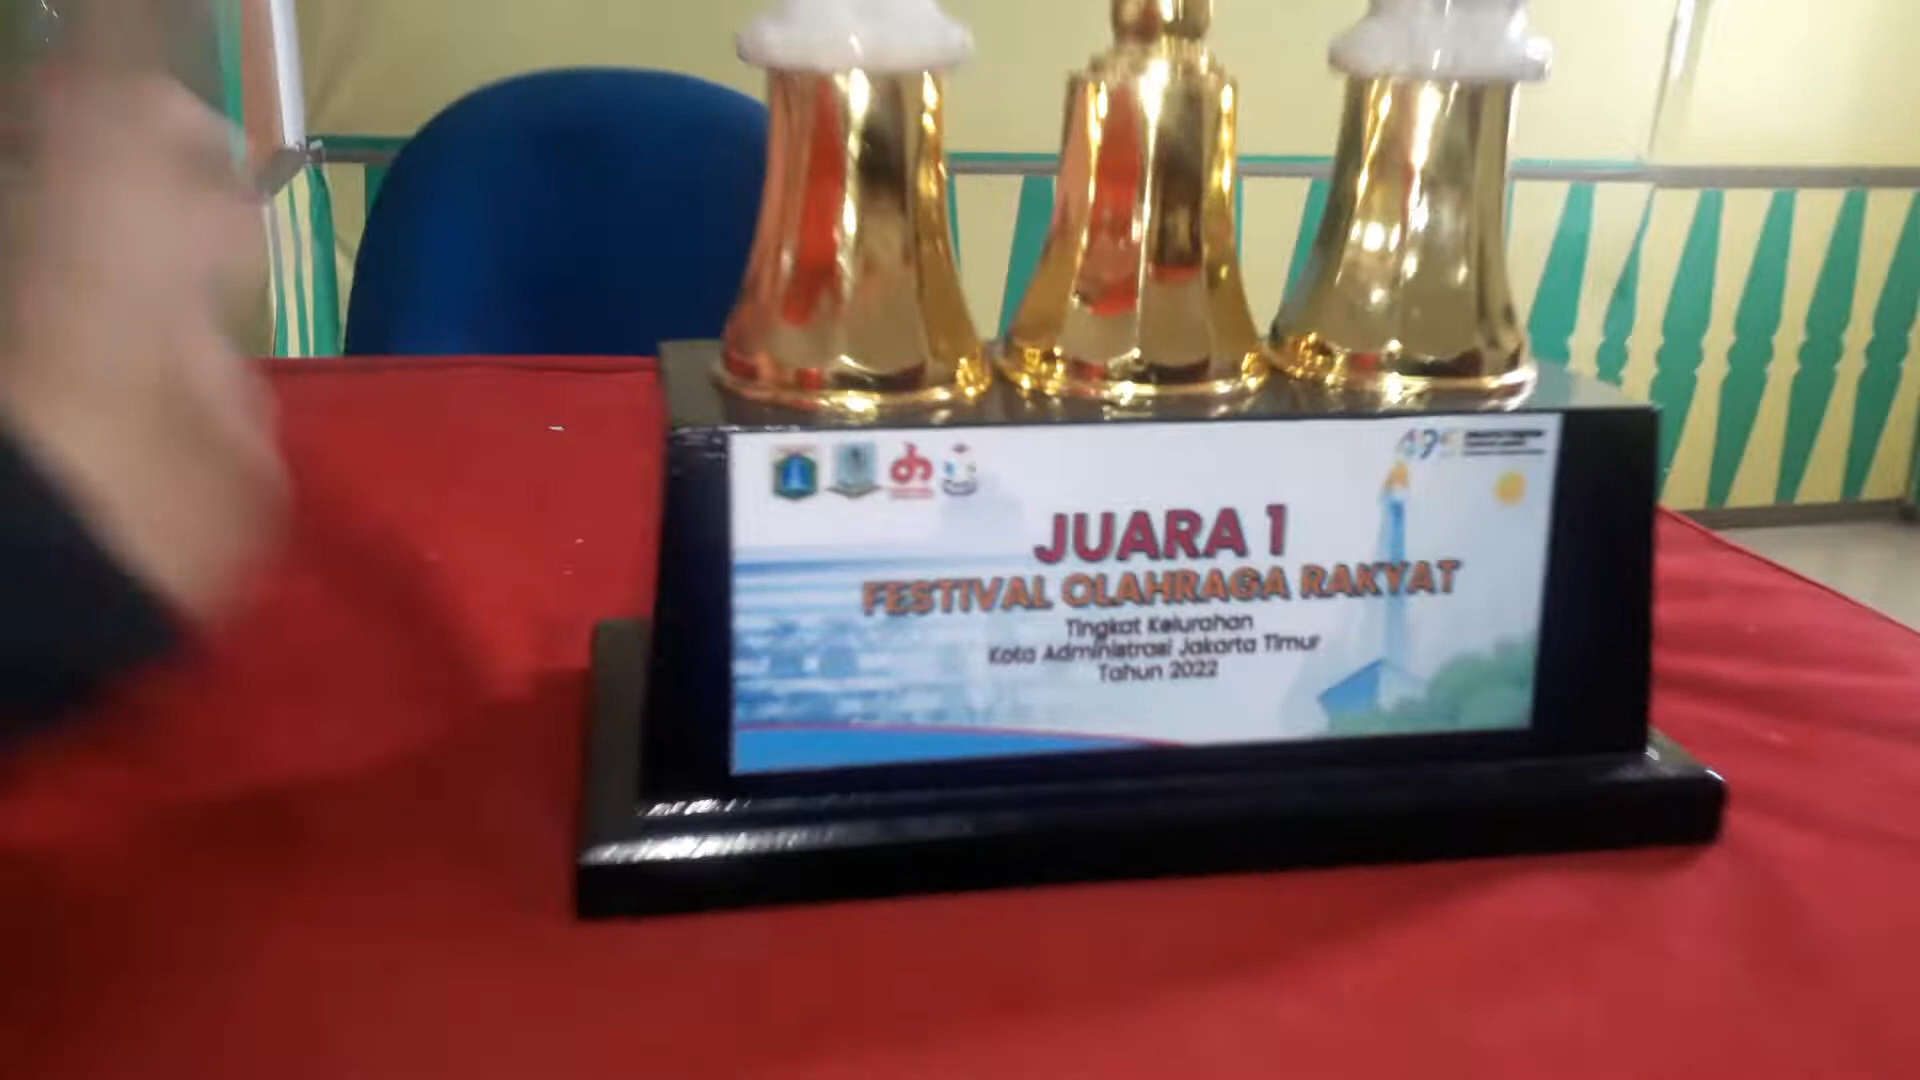 JUARA 1
FESTIVAL OLAHRAGA RAKYAT
Tingkat Kelurahan
Kota Administrasi Jakarta Timur
Tahun 2022